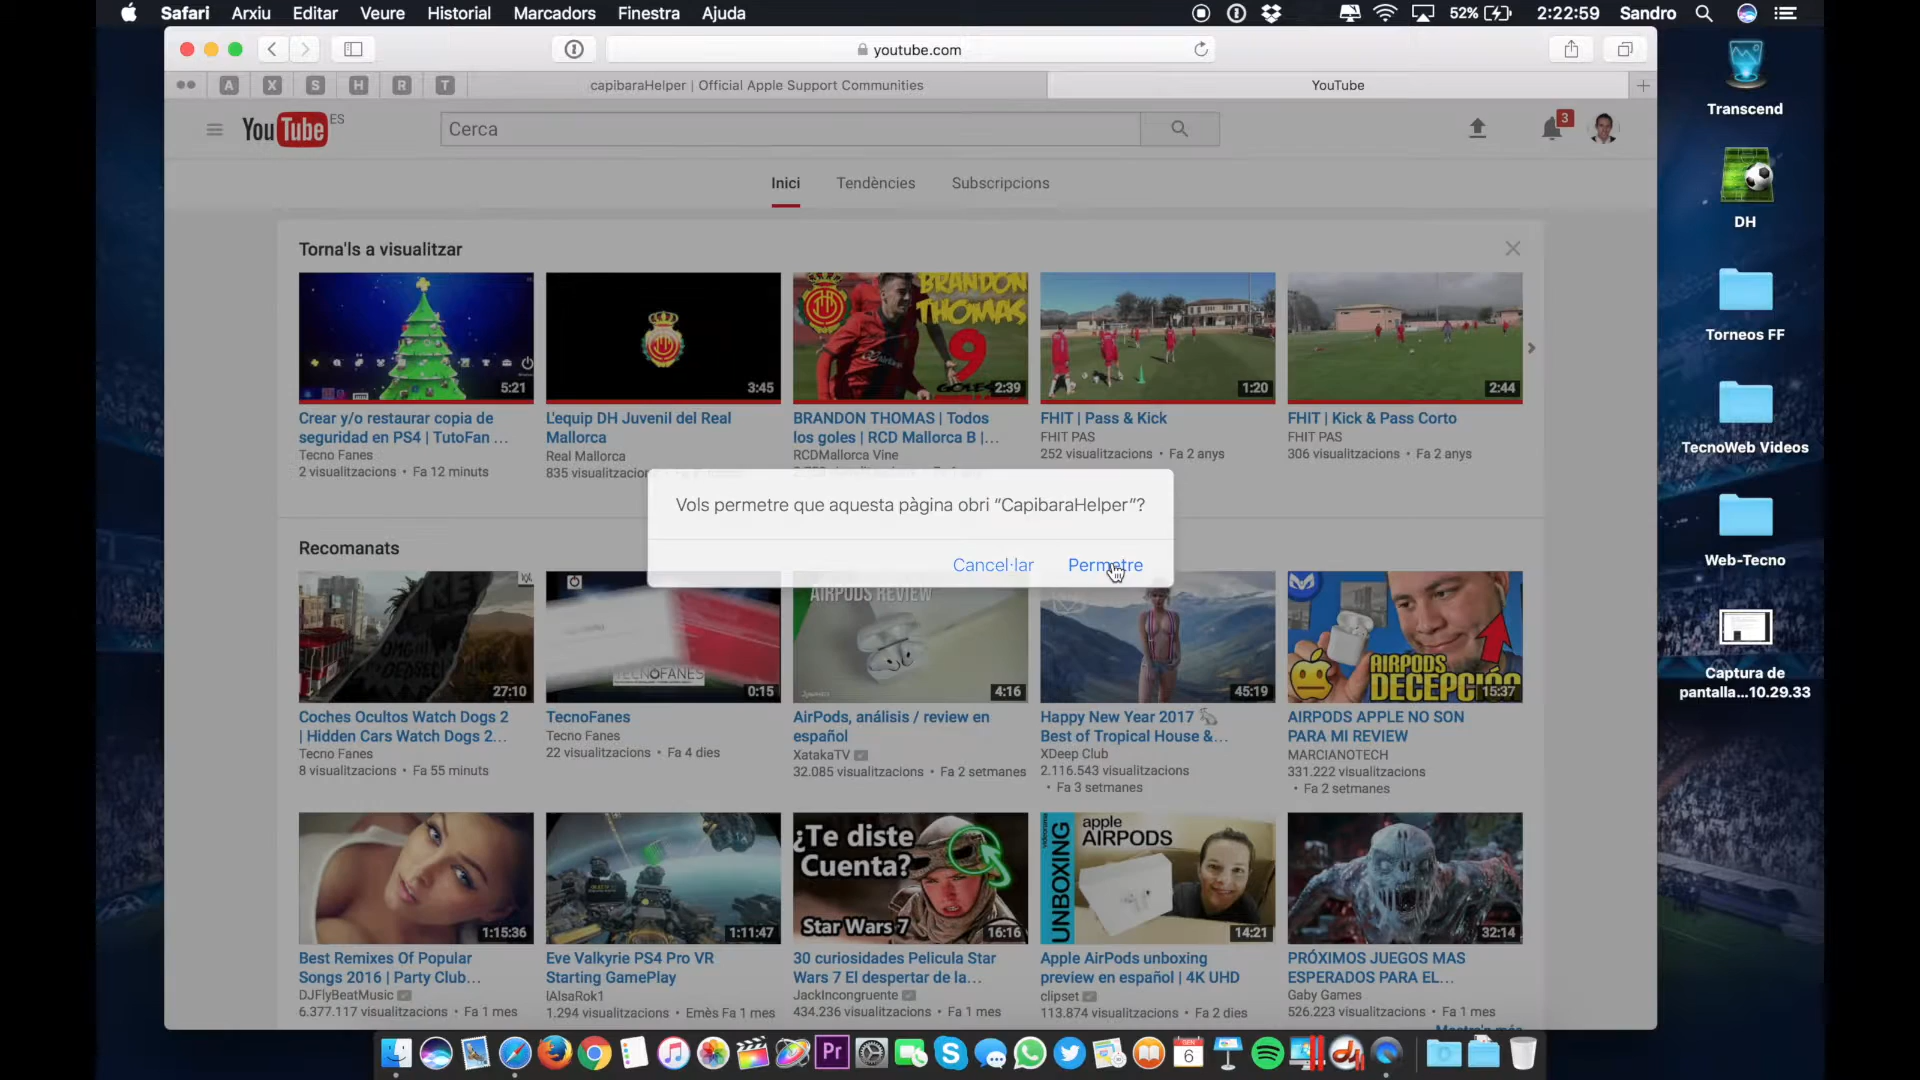 Safari Arxiu Editar Veure Historial Marcadors Finestra Ajuda 52% 2:22:59 Sandro
youtube.com
A X S H R T capibaraHelper | Official Apple Support Communities YouTube
YouTube ES Cerca 3
Inici Tendències Subscripcions
Torna'ls a visualitzar
BRANDON THOMAS 9 GOLES
5:21 3:45 2:39 1:20 2:44
Crear y/o restaurar copia de
seguridad en PS4 | TutoFan ...
Tecno Fanes
2 visualitzacions • Fa 12 minuts
L'equip DH Juvenil del Real
Mallorca
Real Mallorca
835 visualitzacion
BRANDON THOMAS | Todos
los goles | RCD Mallorca B |...
RCDMallorca Vine
FHIT | Pass & Kick
FHIT PAS
252 visualitzacions • Fa 2 anys
FHIT | Kick & Pass Corto
FHIT PAS
306 visualitzacions • Fa 2 anys
Vols permetre que aquesta pàgina obri “CapibaraHelper”?
Cancel·lar Permetre
Recomanats
27:10
TECNOFANES
0:15
AIRPODS REVIEW
4:16
45:19
AIRPODS
DECEPCIÓN
15:37
Coches Ocultos Watch Dogs 2
| Hidden Cars Watch Dogs 2...
Tecno Fanes
8 visualitzacions • Fa 55 minuts
TecnoFanes
Tecno Fanes
22 visualitzacions • Fa 4 dies
AirPods, análisis / review en
español
XatakaTV
32.085 visualitzacions • Fa 2 setmanes
Happy New Year 2017
Best of Tropical House &...
XDeep Club
2.116.543 visualitzacions
• Fa 3 setmanes
AIRPODS APPLE NO SON
PARA MI REVIEW
MARCIANOTECH
331.222 visualitzacions
• Fa 2 setmanes
1:15:36
1:11:47
¿Te diste
Cuenta?
Star Wars 7
16:16
UNBOXING
apple
AIRPODS
14:21
32:14
Best Remixes Of Popular
Songs 2016 | Party Club...
DJFlyBeatMusic
6.377.117 visualitzacions • Fa 1 mes
Eve Valkyrie PS4 Pro VR
Starting GamePlay
IAlsaRok1
1.294 visualitzacions • Emès Fa 1 mes
30 curiosidades Pelicula Star
Wars 7 El despertar de la...
JackIncongruente
434.236 visualitzacions • Fa 1 mes
Apple AirPods unboxing
preview en español | 4K UHD
clipset
113.874 visualitzacions • Fa 2 dies
PRÓXIMOS JUEGOS MAS
ESPERADOS PARA EL...
Gaby Games
526.223 visualitzacions • Fa 1 mes
Transcend
DH
Torneos FF
TecnoWeb Videos
Web-Tecno
Captura de
pantalla...10.29.33
Pr
6